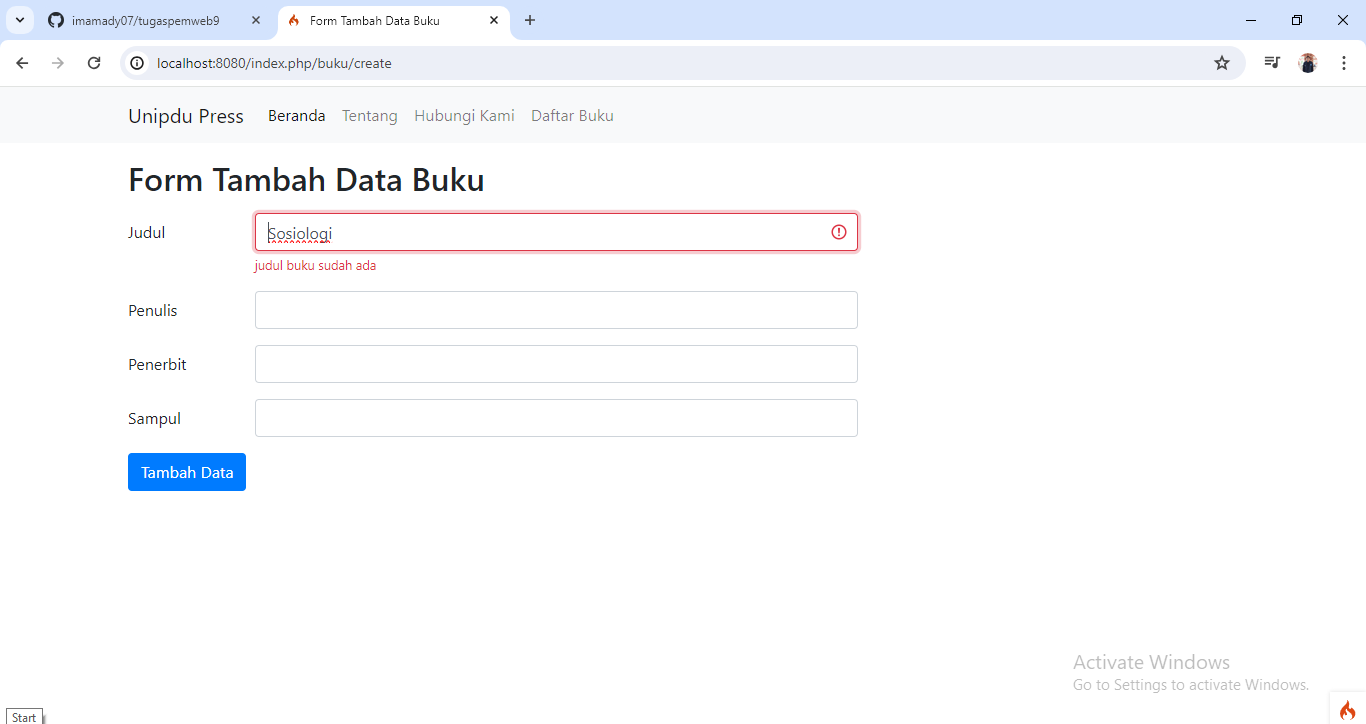 imamady07/tugaspemweb9
Form Tambah Data Buku
localhost:8080/index.php/buku/create
Unipdu Press Beranda Tentang Hubungi Kami Daftar Buku
Form Tambah Data Buku
Judul Sosiologi
judul buku sudah ada
Penulis
Penerbit
Sampul
Tambah Data
Activate Windows
Go to Settings to activate Windows.
Start